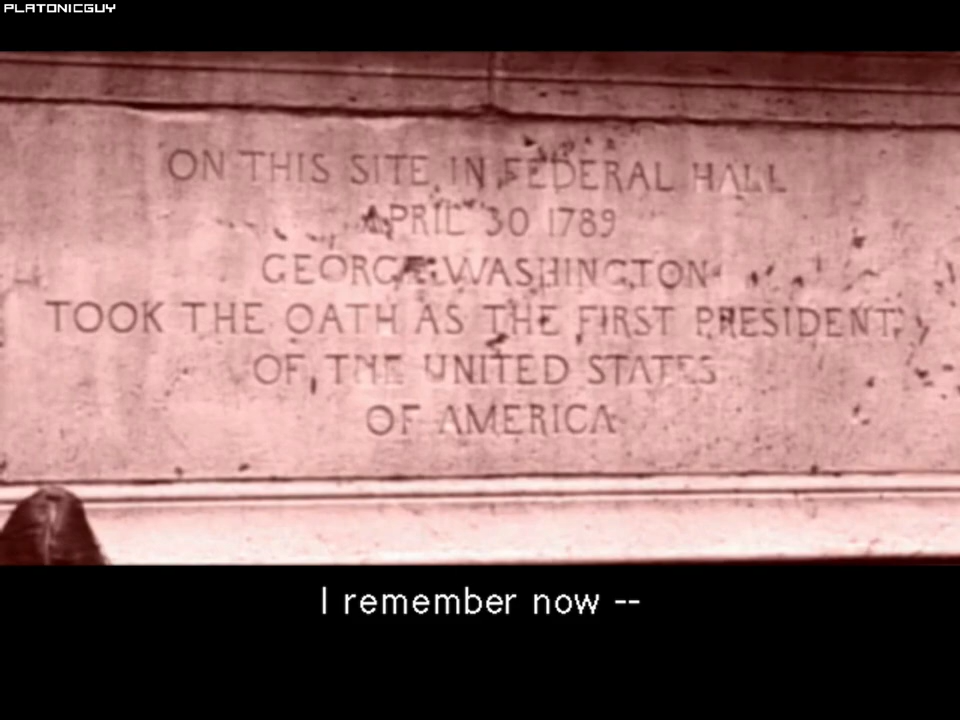 PLATONICGUY
ON THIS SITE IN FEDERAL HALL
APRIL 30 1789
GEORGE WASHINGTON
TOOK THE OATH AS THE FIRST PRESIDENT
OF THE UNITED STATES
OF AMERICA
I remember now --